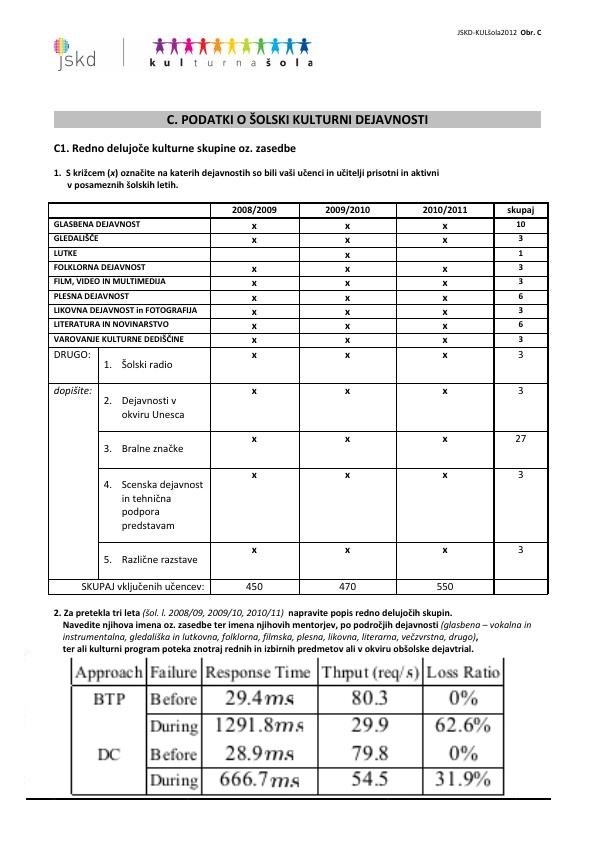 JSKD-KULšola2012 Obr. C
jskd
kulturnašola
C. PODATKI O ŠOLSKI KULTURNI DEJAVNOSTI
C1. Redno delujoče kulturne skupine oz. zasedbe
1. S križcem (x) označite na katerih dejavnostih so bili vaši učenci in učitelji prisotni in aktivni
v posameznih šolskih letih.
2008/2009 2009/2010 2010/2011 skupaj
GLASBENA DEJAVNOST x x x 10
GLEDALIŠČE x x x 3
LUTKE x 1
FOLKLORNA DEJAVNOST x x x 3
FILM, VIDEO IN MULTIMEDIJA x x x 3
PLESNA DEJAVNOST x x x 6
LIKOVNA DEJAVNOST in FOTOGRAFIJA x x x 3
LITERATURA IN NOVINARSTVO x x x 6
VAROVANJE KULTURNE DEDIŠČINE x x x 3
DRUGO: x x x 3
1. Šolski radio
dopišite: x x x 3
2. Dejavnosti v
okviru Unesca
x x x 27
3. Bralne značke
x x x 3
4. Scenska dejavnost
in tehnična
podpora
predstavam
x x x 3
5. Različne razstave
SKUPAJ vključenih učencev: 450 470 550
2. Za pretekla tri leta (šol. l. 2008/09, 2009/10, 2010/11) napravite popis redno delujočih skupin.
Navedite njihova imena oz. zasedbe ter imena njihovih mentorjev, po področjih dejavnosti (glasbena – vokalna in
instrumentalna, gledališka in lutkovna, folklorna, filmska, plesna, likovna, literarna, večzvrstna, drugo),
ter ali kulturni program poteka znotraj rednih in izbirnih predmetov ali v okviru obšolske dejavtrial.
Approach Failure Response Time Thrput (req/s) Loss Ratio
BTP Before 29.4ms 80.3 0%
During 1291.8ms 29.9 62.6%
DC Before 28.9ms 79.8 0%
During 666.7ms 54.5 31.9%